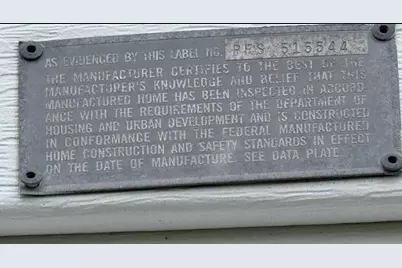 AS EVIDENCED BY THIS LABEL NO. PFS 515544
THE MANUFACTURER CERTIFIES TO THE BEST OF THE
MANUFACTURER'S KNOWLEDGE AND BELIEF THAT THIS
MANUFACTURED HOME HAS BEEN INSPECTED IN ACCORD-
ANCE WITH THE REQUIREMENTS OF THE DEPARTMENT OF
HOUSING AND URBAN DEVELOPMENT AND IS CONSTRUCTED
IN CONFORMANCE WITH THE FEDERAL MANUFACTURED
HOME CONSTRUCTION AND SAFETY STANDARDS IN EFFECT
ON THE DATE OF MANUFACTURE. SEE DATA PLATE.